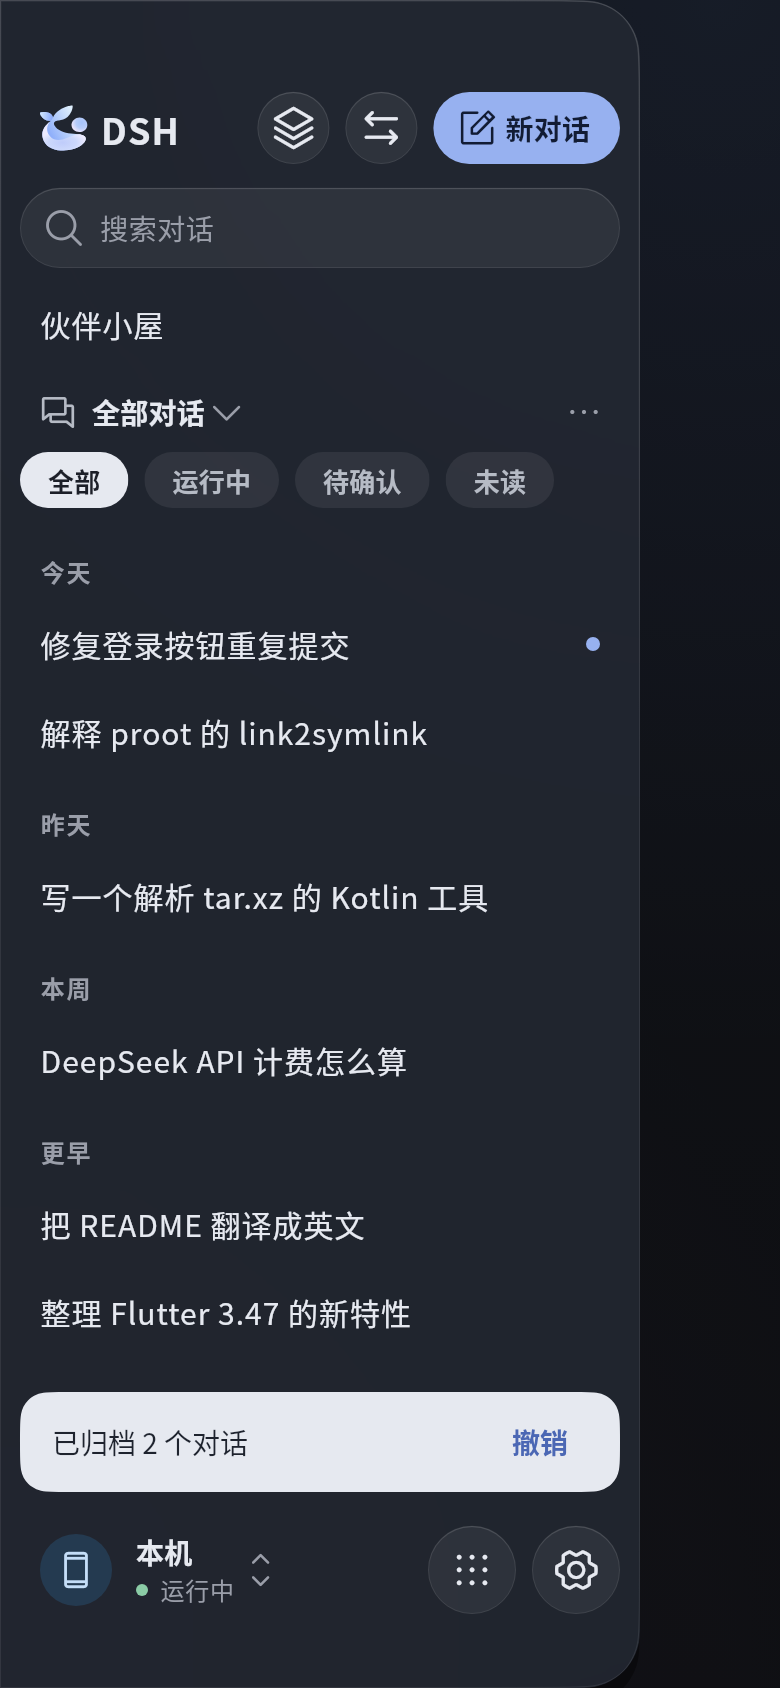 DSH
新对话
搜索对话
伙伴小屋
全部对话
全部 运行中 待确认 未读
今天
修复登录按钮重复提交
解释 proot 的 link2symlink
昨天
写一个解析 tar.xz 的 Kotlin 工具
本周
DeepSeek API 计费怎么算
更早
把 README 翻译成英文
整理 Flutter 3.47 的新特性
已归档 2 个对话 撤销
本机
运行中